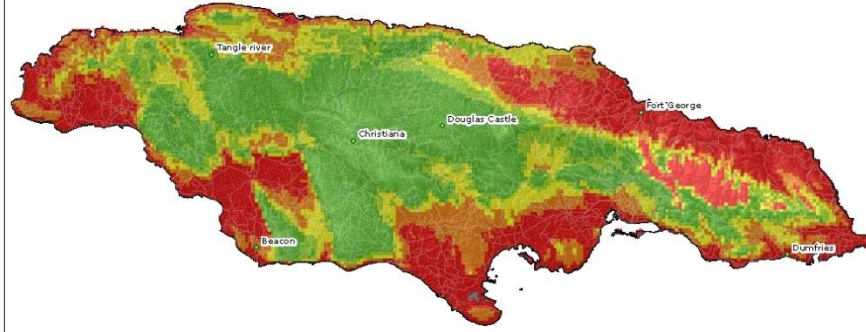 Tangle river
Fort George
Douglas Castle
Christiana
Beacon
Dumfries